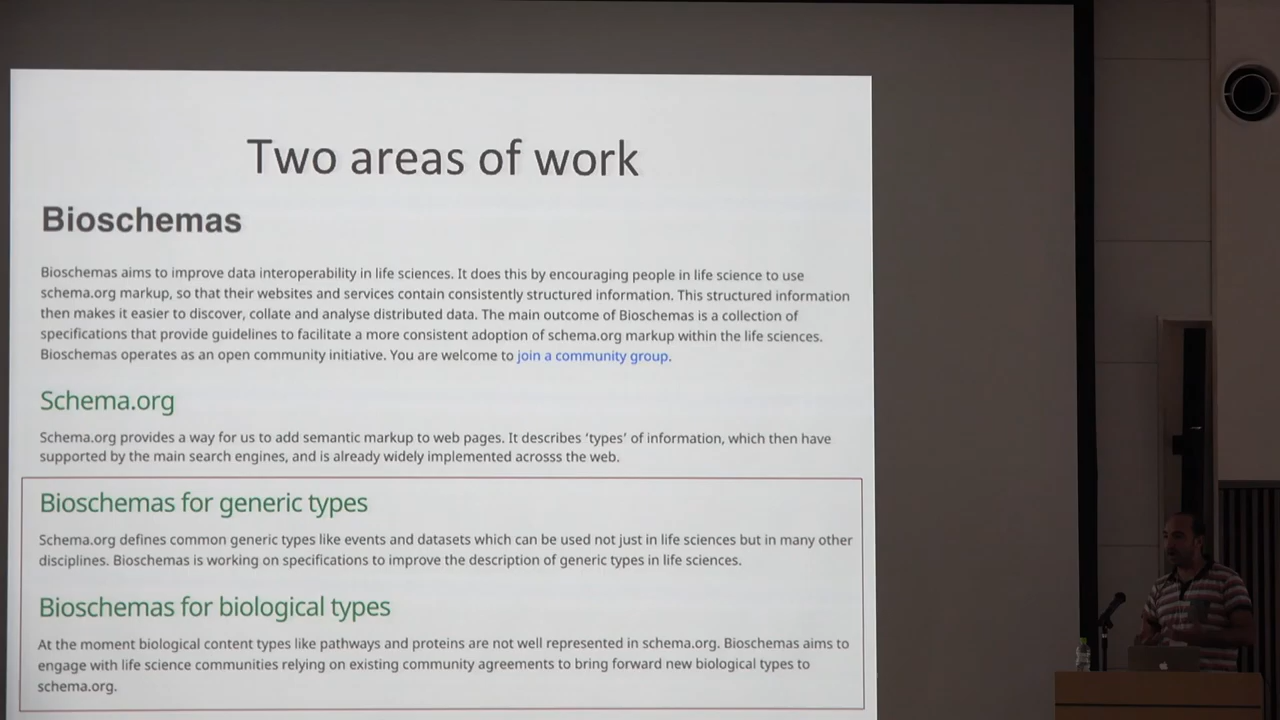 Two areas of work
Bioschemas
Bioschemas aims to improve data interoperability in life sciences. It does this by encouraging people in life science to use
schema.org markup, so that their websites and services contain consistently structured information. This structured information
then makes it easier to discover, collate and analyse distributed data. The main outcome of Bioschemas is a collection of
specifications that provide guidelines to facilitate a more consistent adoption of schema.org markup within the life sciences.
Bioschemas operates as an open community initiative. You are welcome to join a community group.
Schema.org
Schema.org provides a way for us to add semantic markup to web pages. It describes ‘types’ of information, which then have
supported by the main search engines, and is already widely implemented acrosss the web.
Bioschemas for generic types
Schema.org defines common generic types like events and datasets which can be used not just in life sciences but in many other
disciplines. Bioschemas is working on specifications to improve the description of generic types in life sciences.
Bioschemas for biological types
At the moment biological content types like pathways and proteins are not well represented in schema.org. Bioschemas aims to
engage with life science communities relying on existing community agreements to bring forward new biological types to
schema.org.